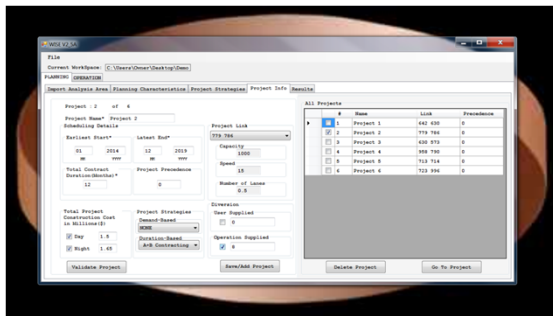 WISE V2_SA
File
Current WorkSpace: C:\Users\Owner\Desktop\Demo
PLANNING OPERATION
Import Analysis Area Planning Characteristics Project Strategies Project Info Results
Project : 2 of 6
Project Name* Project 2
Scheduling Details
Earliest Start* Latest End*
01 2014 12 2019
MM YYYY MM YYYY
Total Contract Duration(Months)* Project Precedence
12 0
Total Project Construction Cost in Millions($)
Day 1.5
Night 1.65
Project Strategies
Demand-Based
NONE
Duration-Based
A+B Contracting
Validate Project
Project Link
779 786
Capacity
1000
Speed
15
Number of Lanes
0.5
Diversion
User Supplied
0
Operation Supplied
0
Save/Add Project
All Projects
# Name Link Precedence
1 Project 1 642 630 0
2 Project 2 779 786 0
3 Project 3 630 573 0
4 Project 4 958 790 0
5 Project 5 713 714 0
6 Project 6 723 996 0
Delete Project Go To Project